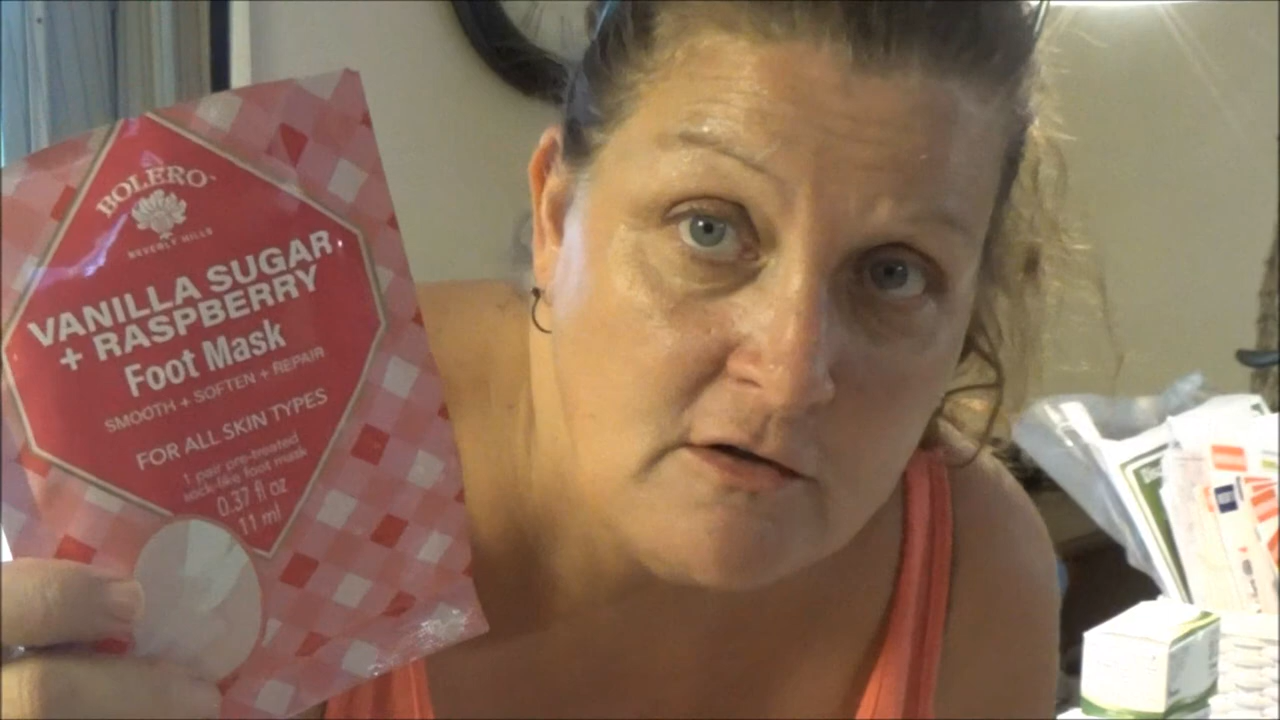 BOLERO
BEVERLY HILLS
VANILLA SUGAR
+ RASPBERRY
Foot Mask
SMOOTH + SOFTEN + REPAIR
FOR ALL SKIN TYPES
1 pair pre-treated
sock-like foot mask
0.37 fl oz
11 ml